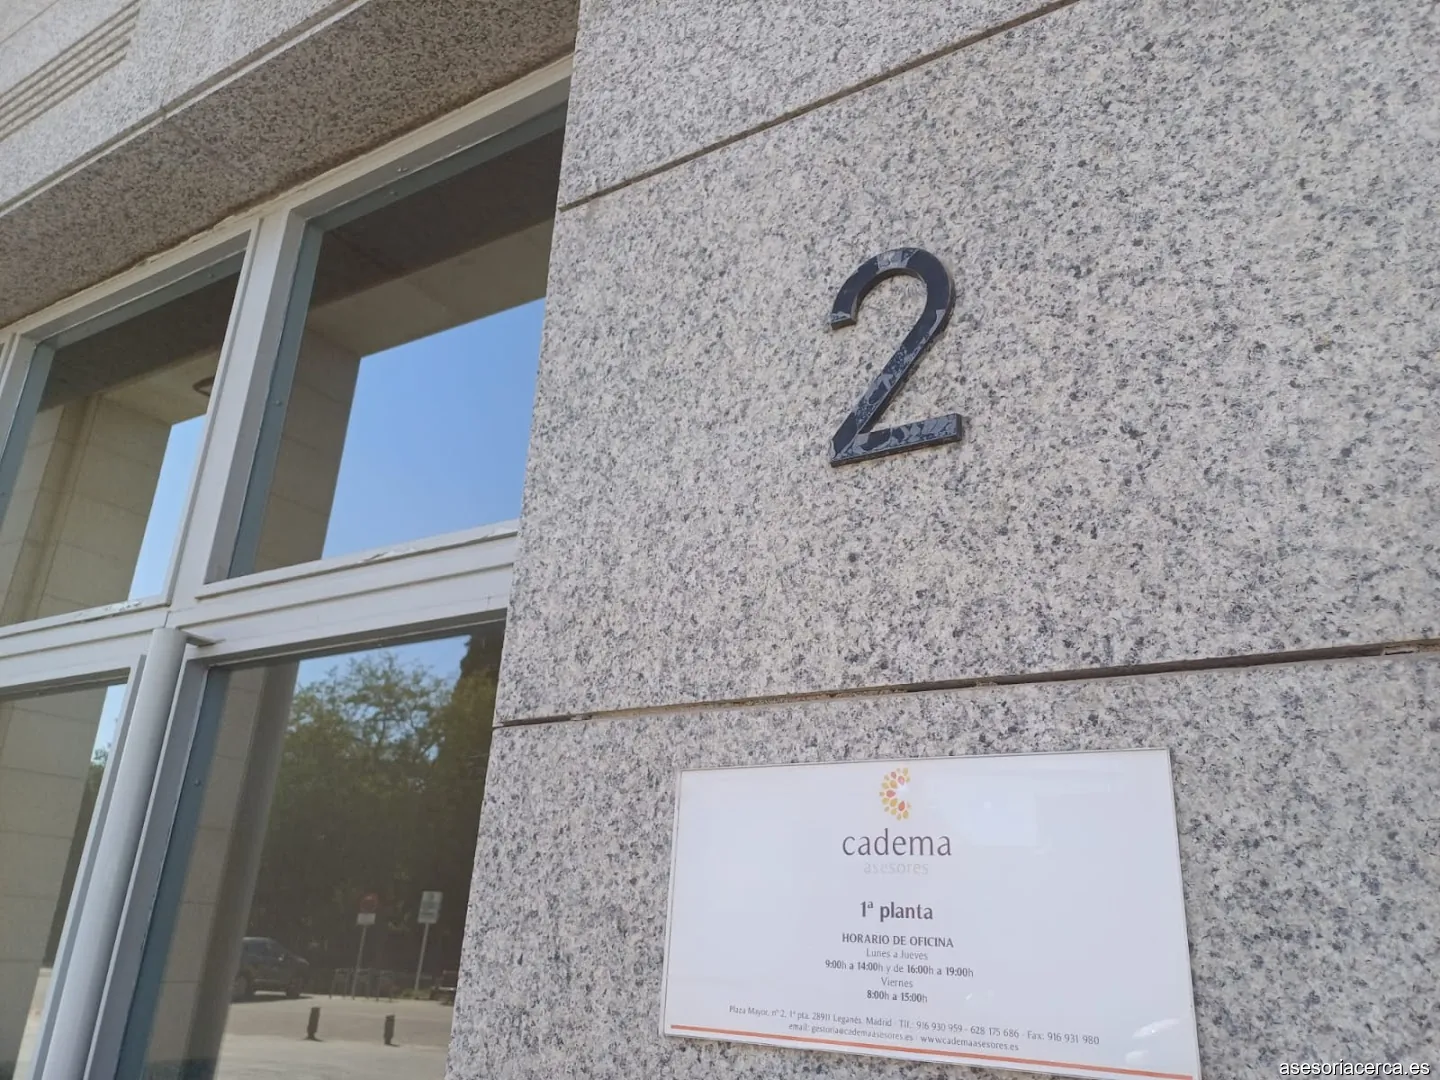 2
cadema
asesores
1ª planta
HORARIO DE OFICINA
Lunes a Jueves
9:00h a 14:00h y de 16:00h a 19:00h
Viernes
8:00h a 15:00h
Plaza Mayor, nº 2, 1ª pta. 28911 Leganés. Madrid · Tlf.: 916 930 959 - 628 175 686 · Fax: 916 931 980
email: gestoria@cademaasesores.es · www.cademaasesores.es
asesoriacerca.es